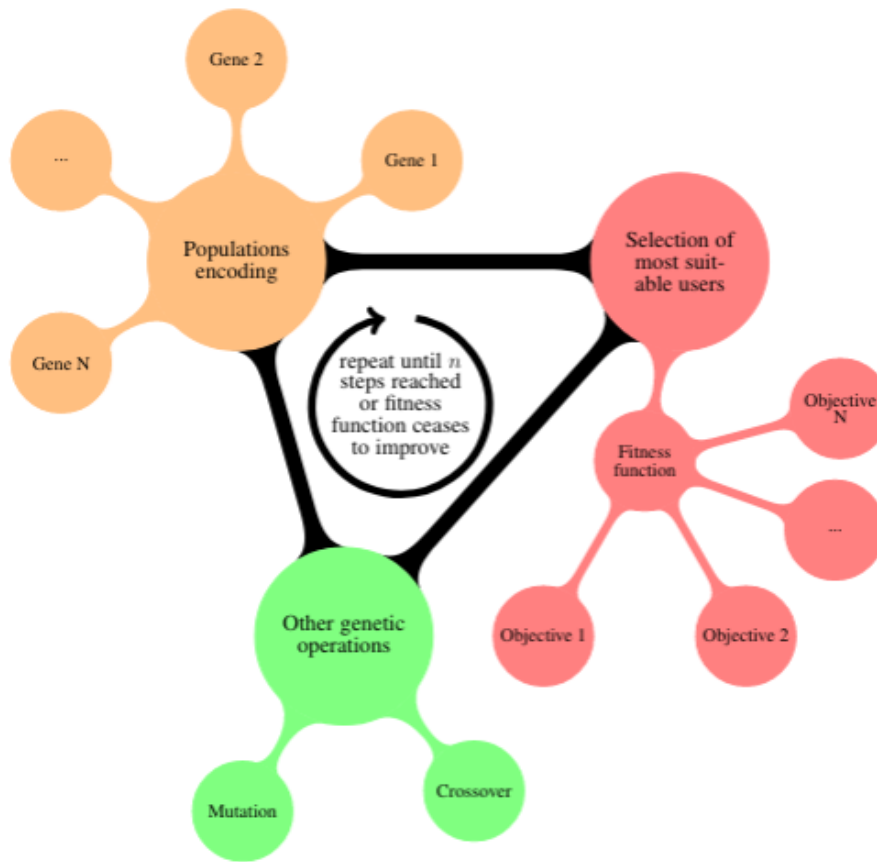 Gene 2
...
Gene 1
Populations
encoding
Gene N
Selection of
most suit-
able users
repeat until n
steps reached
or fitness
function ceases
to improve
Objective
N
Fitness
function
...
Objective 1
Objective 2
Other genetic
operations
Mutation
Crossover